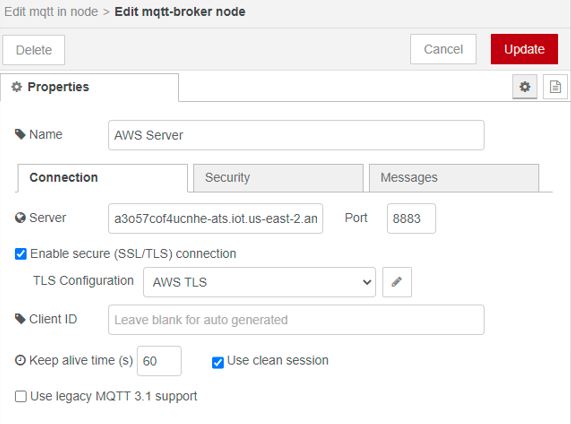 Edit mqtt in node > Edit mqtt-broker node
Delete Cancel Update
Properties
Name AWS Server
Connection Security Messages
Server a3o57cof4ucnhe-ats.iot.us-east-2.am Port 8883
Enable secure (SSL/TLS) connection
TLS Configuration AWS TLS
Client ID Leave blank for auto generated
Keep alive time (s) 60 Use clean session
Use legacy MQTT 3.1 support